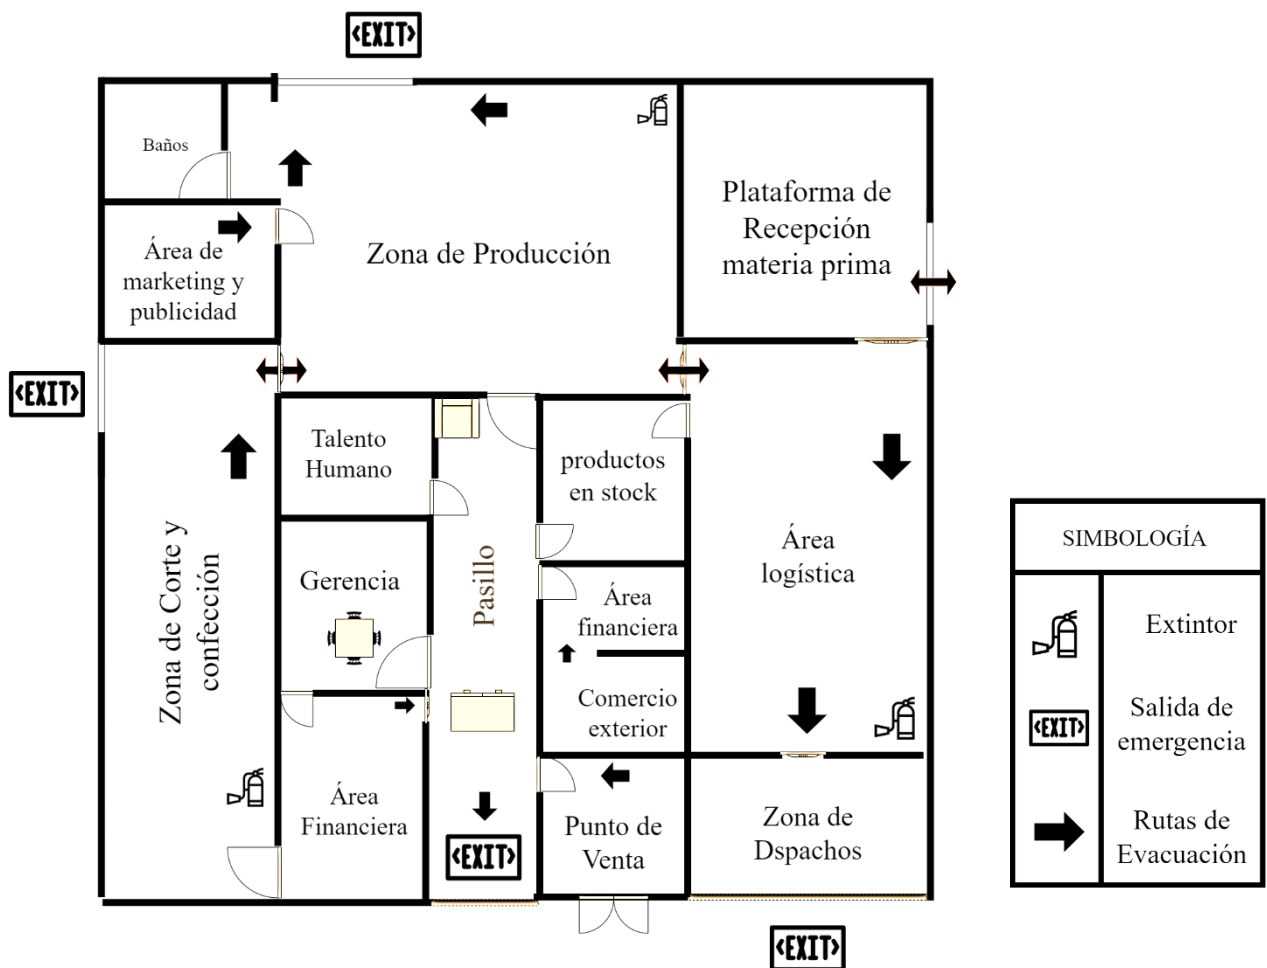 <EXIT>
Baños
Plataforma de
Recepción
materia prima
Área de
marketing y
publicidad
Zona de Producción
<EXIT>
Talento
Humano
productos
en stock
Zona de Corte y
confección
Gerencia
Pasillo
Área
financiera
Área
logística
Comercio
exterior
Área
Financiera
<EXIT>
Punto de
Venta
Zona de
Dspachos
<EXIT>
SIMBOLOGÍA
Extintor
<EXIT>
Salida de
emergencia
Rutas de
Evacuación